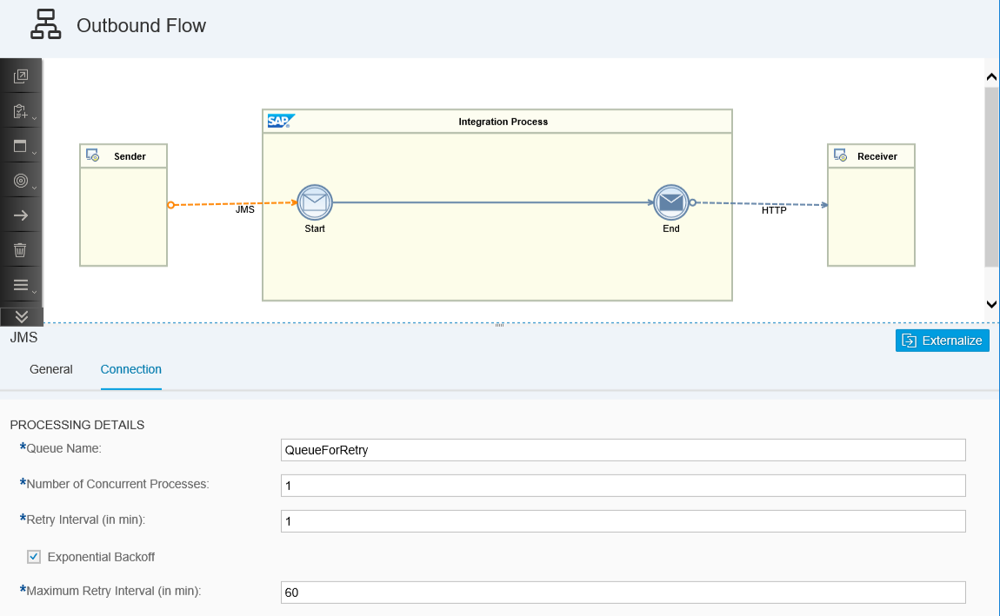 Outbound Flow
SAP
Integration Process
Sender
Receiver
JMS
HTTP
Start
End
JMS
Externalize
General
Connection
PROCESSING DETAILS
*Queue Name:
QueueForRetry
*Number of Concurrent Processes:
1
*Retry Interval (in min):
1
Exponential Backoff
*Maximum Retry Interval (in min):
60